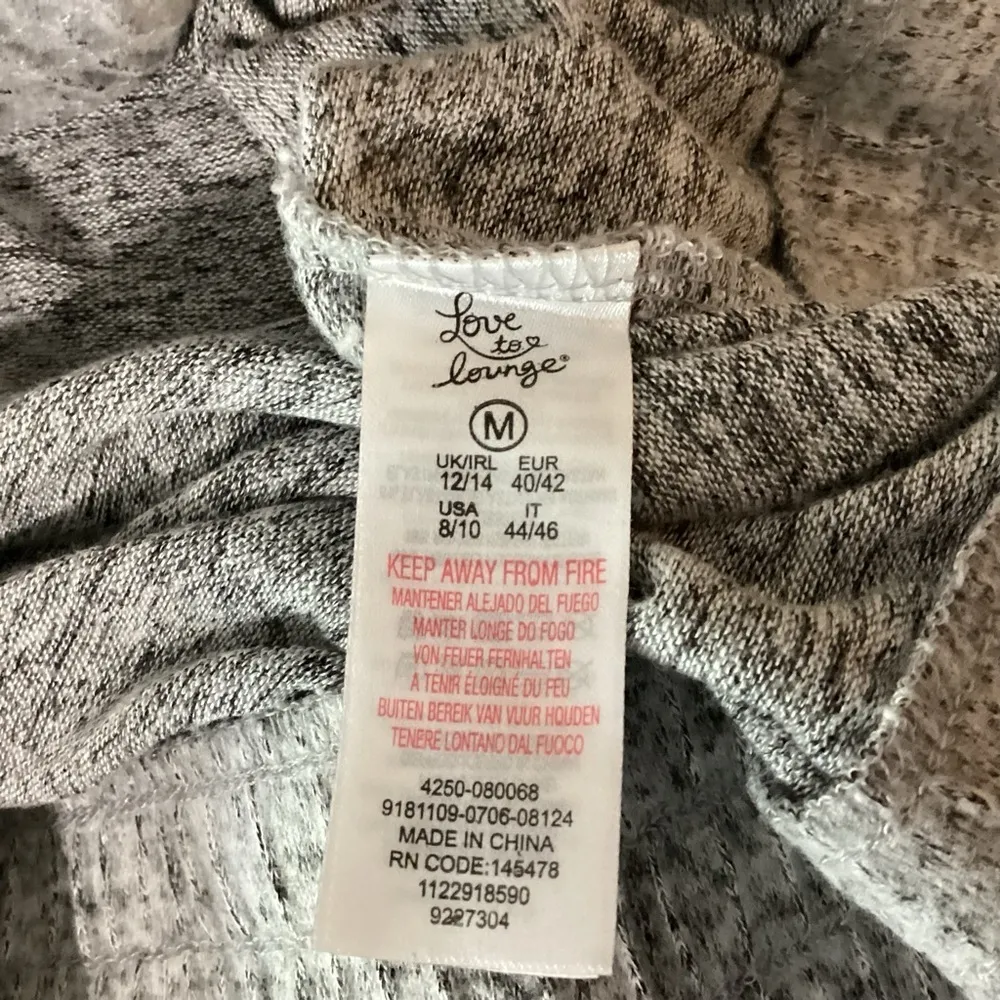 Love
to
lounge®
M
UK/IRL EUR
12/14 40/42
USA IT
8/10 44/46
KEEP AWAY FROM FIRE
MANTENER ALEJADO DEL FUEGO
MANTER LONGE DO FOGO
VON FEUER FERNHALTEN
À TENIR ÉLOIGNÉ DU FEU
BUITEN BEREIK VAN VUUR HOUDEN
TENERE LONTANO DAL FUOCO
4250-080068
9181109-0706-08124
MADE IN CHINA
RN CODE:145478
1122918590
9227304